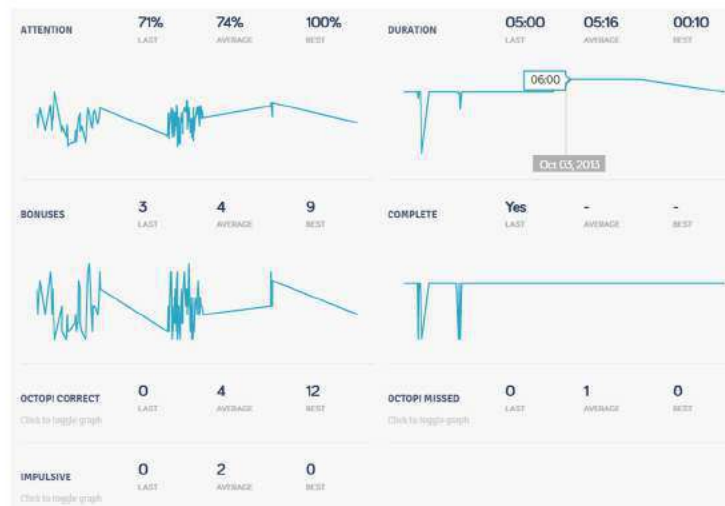 ATTENTION 71% 74% 100%
LAST AVERAGE BEST
DURATION 05:00 05:16 00:10
LAST AVERAGE BEST
06:00
Oct 03, 2013
BONUSES 3 4 9
LAST AVERAGE BEST
COMPLETE Yes - -
LAST AVERAGE BEST
OCTOPI CORRECT 0 4 12
LAST AVERAGE BEST
Click to toggle graph
OCTOPI MISSED 0 1 0
LAST AVERAGE BEST
Click to toggle graph
IMPULSIVE 0 2 0
LAST AVERAGE BEST
Click to toggle graph